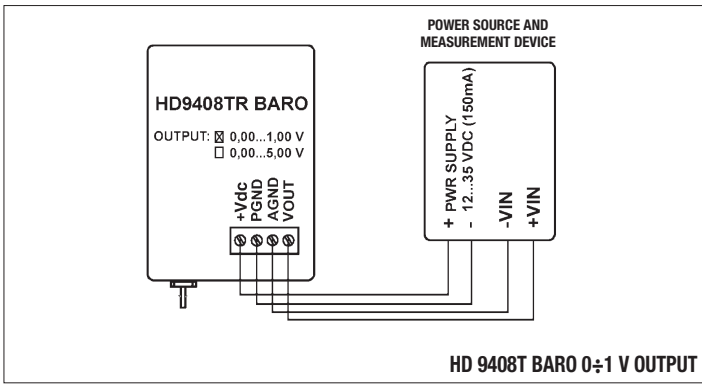 POWER SOURCE AND
MEASUREMENT DEVICE
HD9408TR BARO
OUTPUT: ☒ 0,00...1,00 V
☐ 0,00...5,00 V
+Vdc
PGND
AGND
VOUT
+ PWR SUPPLY
- 12...35 VDC (150mA)
-VIN
+VIN
HD 9408T BARO 0÷1 V OUTPUT